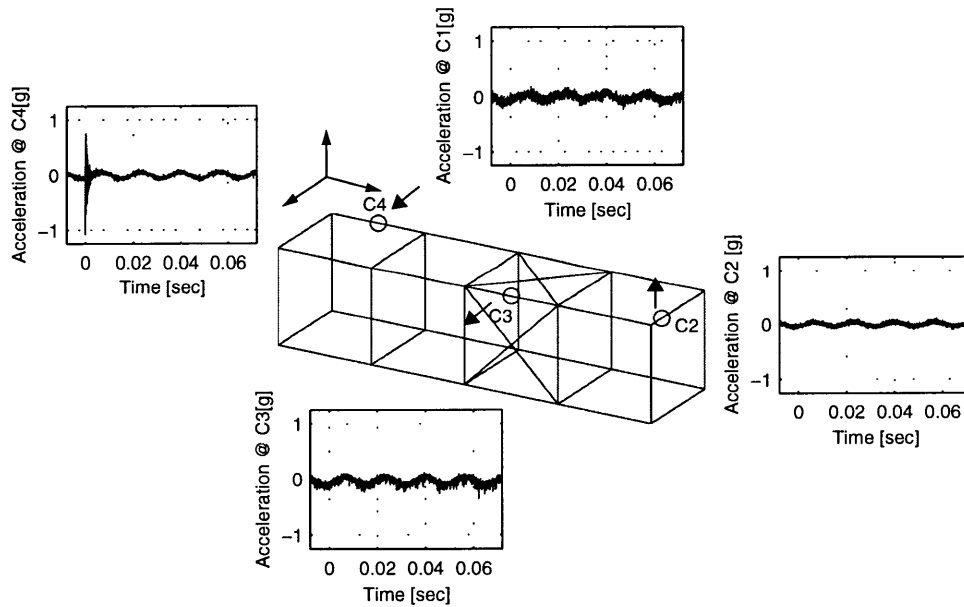 Acceleration @ C1[g]
1
0
−1
0 0.02 0.04 0.06
Time [sec]
Acceleration @ C4[g]
1
0
−1
0 0.02 0.04 0.06
Time [sec]
C4
C3
C2
Acceleration @ C2 [g]
1
0
−1
0 0.02 0.04 0.06
Time [sec]
Acceleration @ C3[g]
1
0
−1
0 0.02 0.04 0.06
Time [sec]